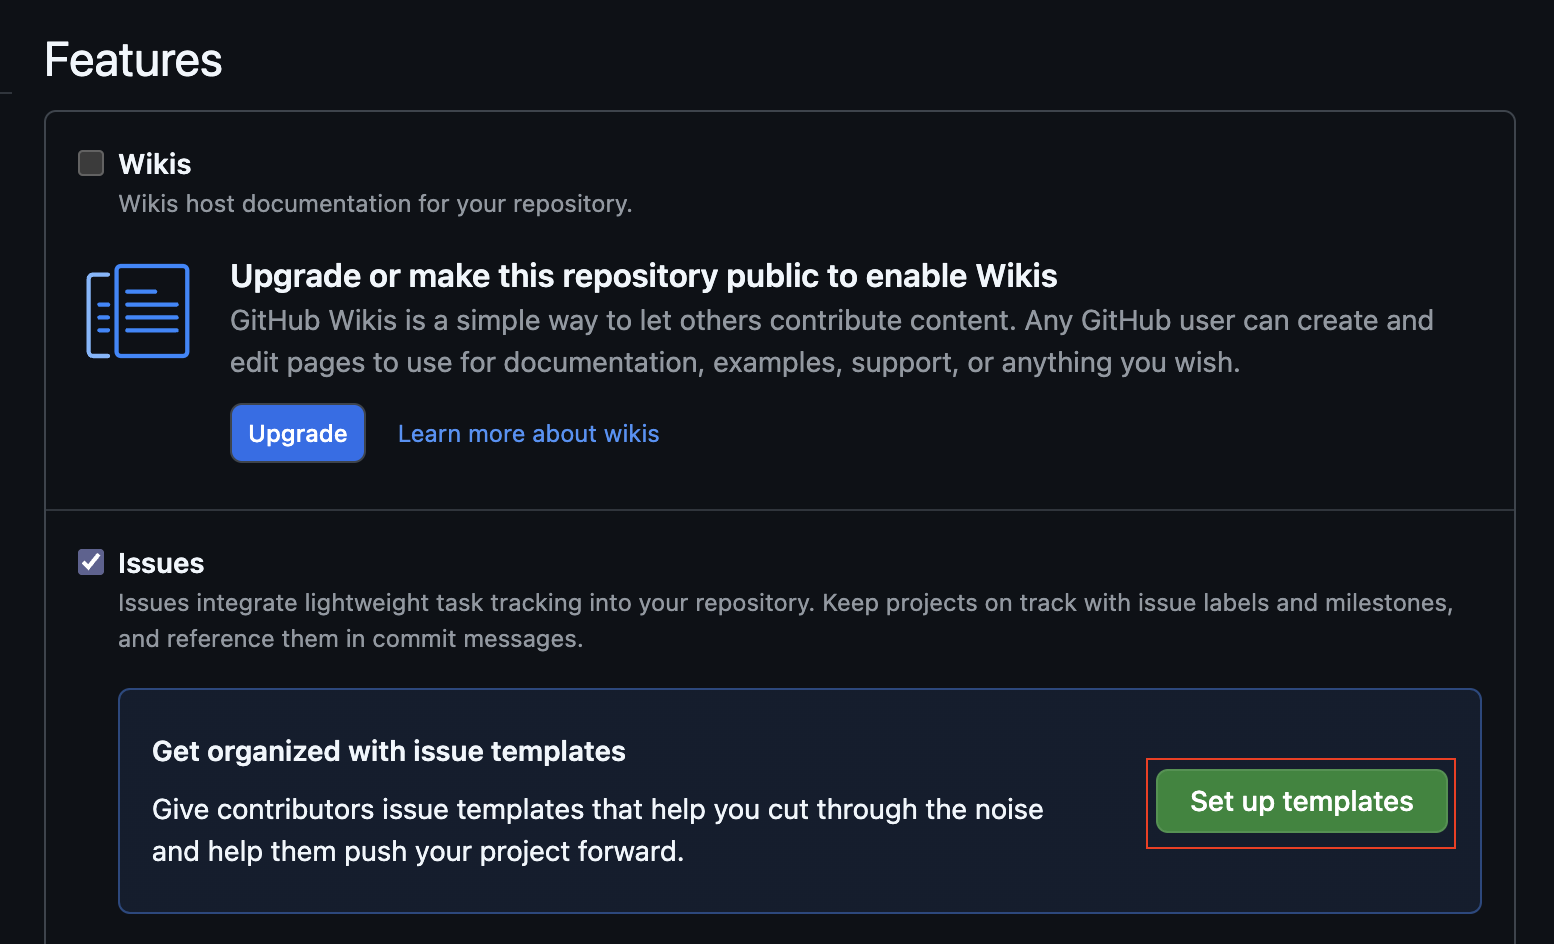 Features
Wikis
Wikis host documentation for your repository.
Upgrade or make this repository public to enable Wikis
GitHub Wikis is a simple way to let others contribute content. Any GitHub user can create and
edit pages to use for documentation, examples, support, or anything you wish.
Upgrade
Learn more about wikis
Issues
Issues integrate lightweight task tracking into your repository. Keep projects on track with issue labels and milestones,
and reference them in commit messages.
Get organized with issue templates
Give contributors issue templates that help you cut through the noise
and help them push your project forward.
Set up templates